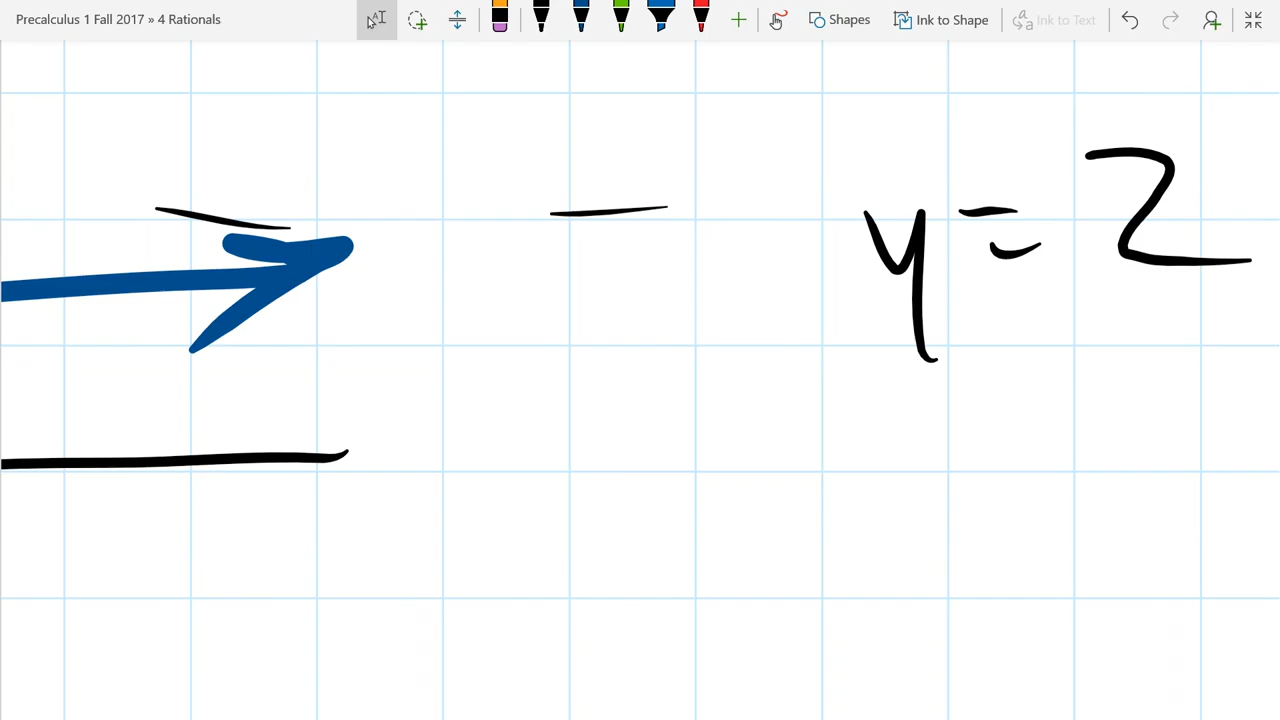 Precalculus 1 Fall 2017 » 4 Rationals
Shapes
Ink to Shape
Ink to Text
y = 2